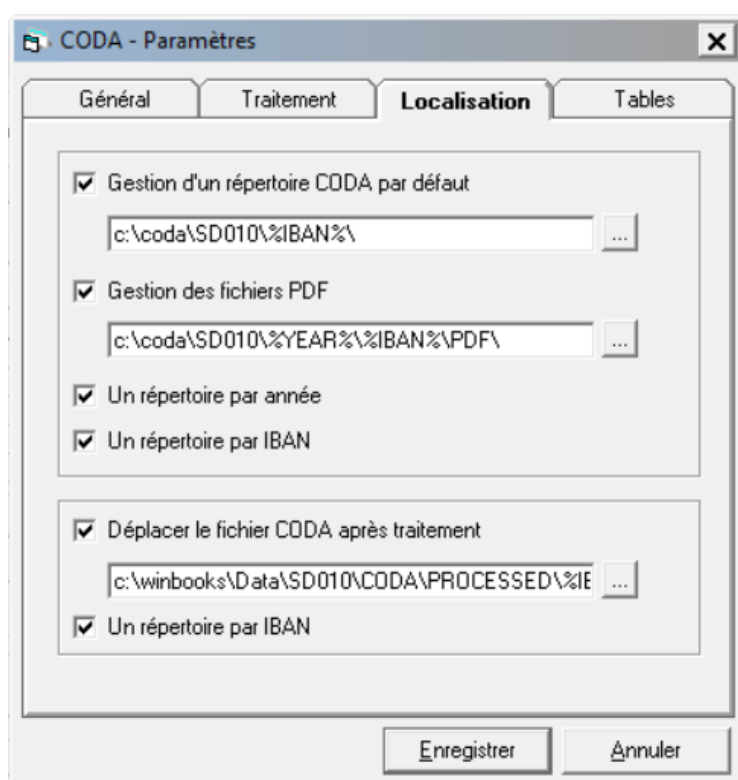 CODA - Paramètres
Général
Traitement
Localisation
Tables
Gestion d'un répertoire CODA par défaut
c:\coda\SD010\%IBAN%\
...
Gestion des fichiers PDF
c:\coda\SD010\%YEAR%\%IBAN%\PDF\
...
Un répertoire par année
Un répertoire par IBAN
Déplacer le fichier CODA après traitement
c:\winbooks\Data\SD010\CODA\PROCESSED\%IE
...
Un répertoire par IBAN
Enregistrer
Annuler